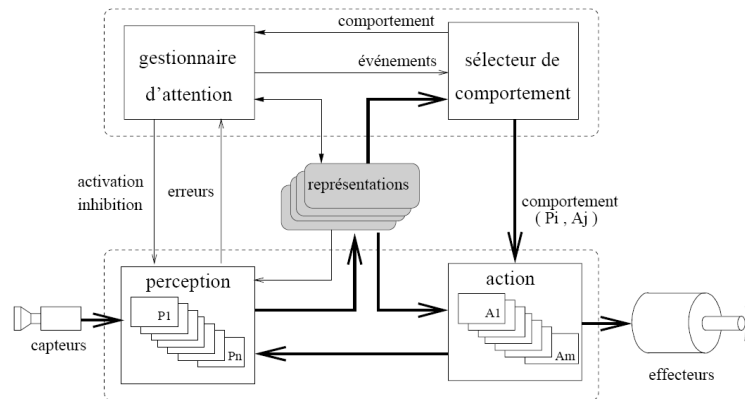 comportement
gestionnaire
d'attention
événements
sélecteur de
comportement
activation
inhibition
erreurs
représentations
comportement
( Pi , Aj )
perception
P1
Pn
action
A1
Am
capteurs
effecteurs